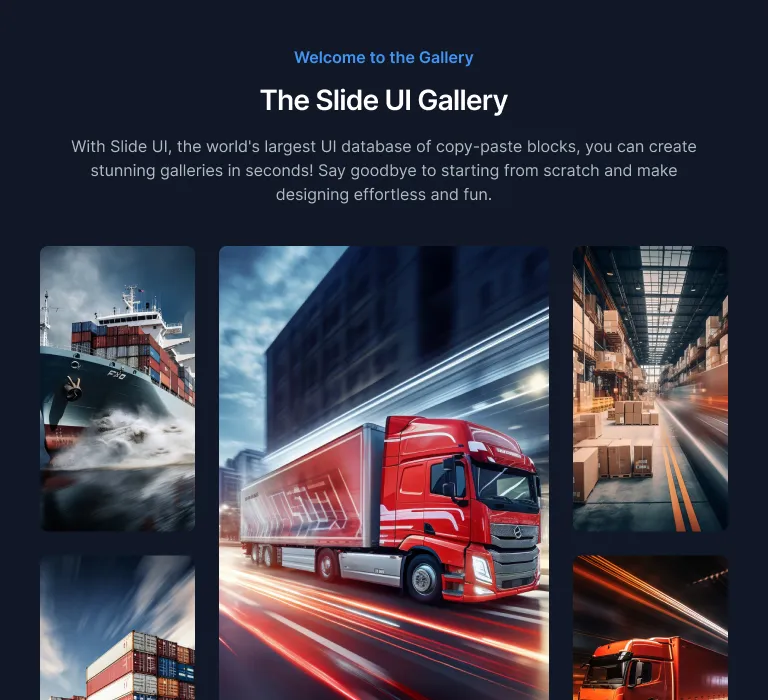 Welcome to the Gallery
The Slide UI Gallery
With Slide UI, the world's largest UI database of copy-paste blocks, you can create
stunning galleries in seconds! Say goodbye to starting from scratch and make
designing effortless and fun.